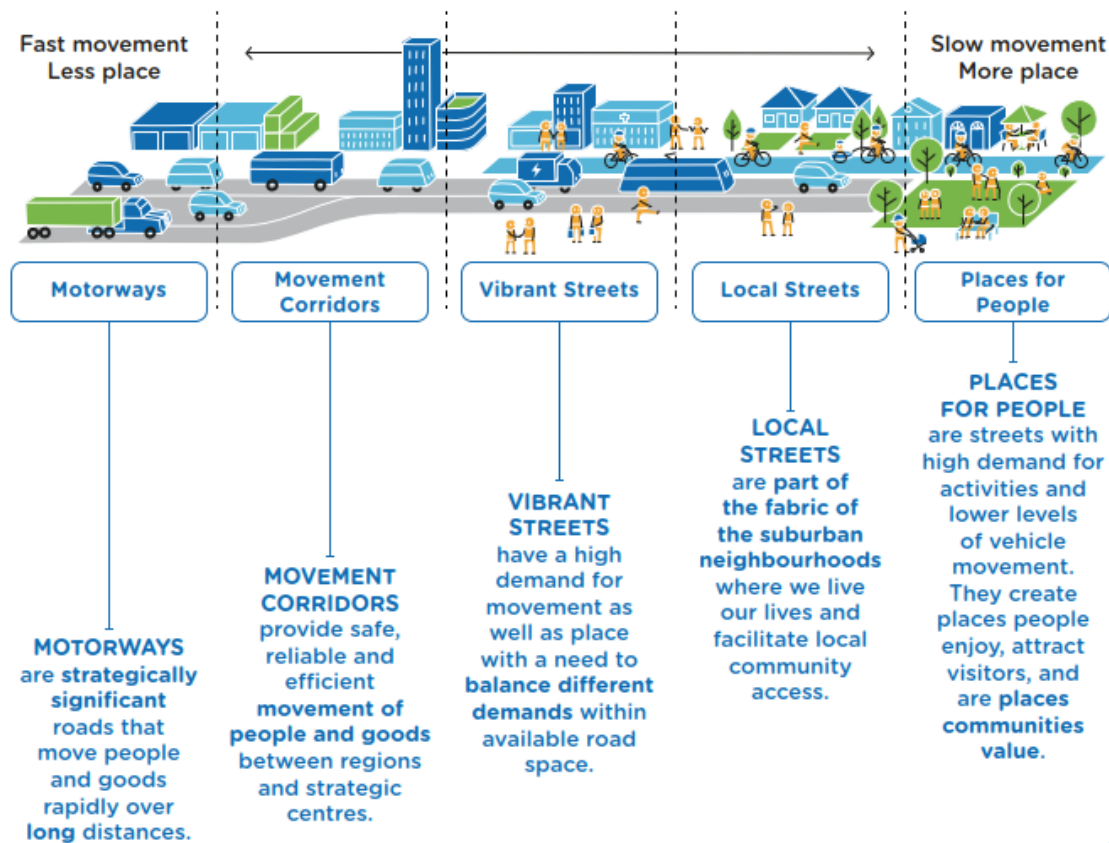 Fast movement
Less place
Slow movement
More place
Motorways
Movement
Corridors
Vibrant Streets
Local Streets
Places for
People
MOTORWAYS
are strategically
significant
roads that
move people
and goods
rapidly over
long distances.
MOVEMENT
CORRIDORS
provide safe,
reliable and
efficient
movement of
people and goods
between regions
and strategic
centres.
VIBRANT
STREETS
have a high
demand for
movement as
well as place
with a need to
balance different
demands within
available road
space.
LOCAL
STREETS
are part of
the fabric of
the suburban
neighbourhoods
where we live
our lives and
facilitate local
community
access.
PLACES
FOR PEOPLE
are streets with
high demand for
activities and
lower levels
of vehicle
movement.
They create
places people
enjoy, attract
visitors, and
are places
communities
value.